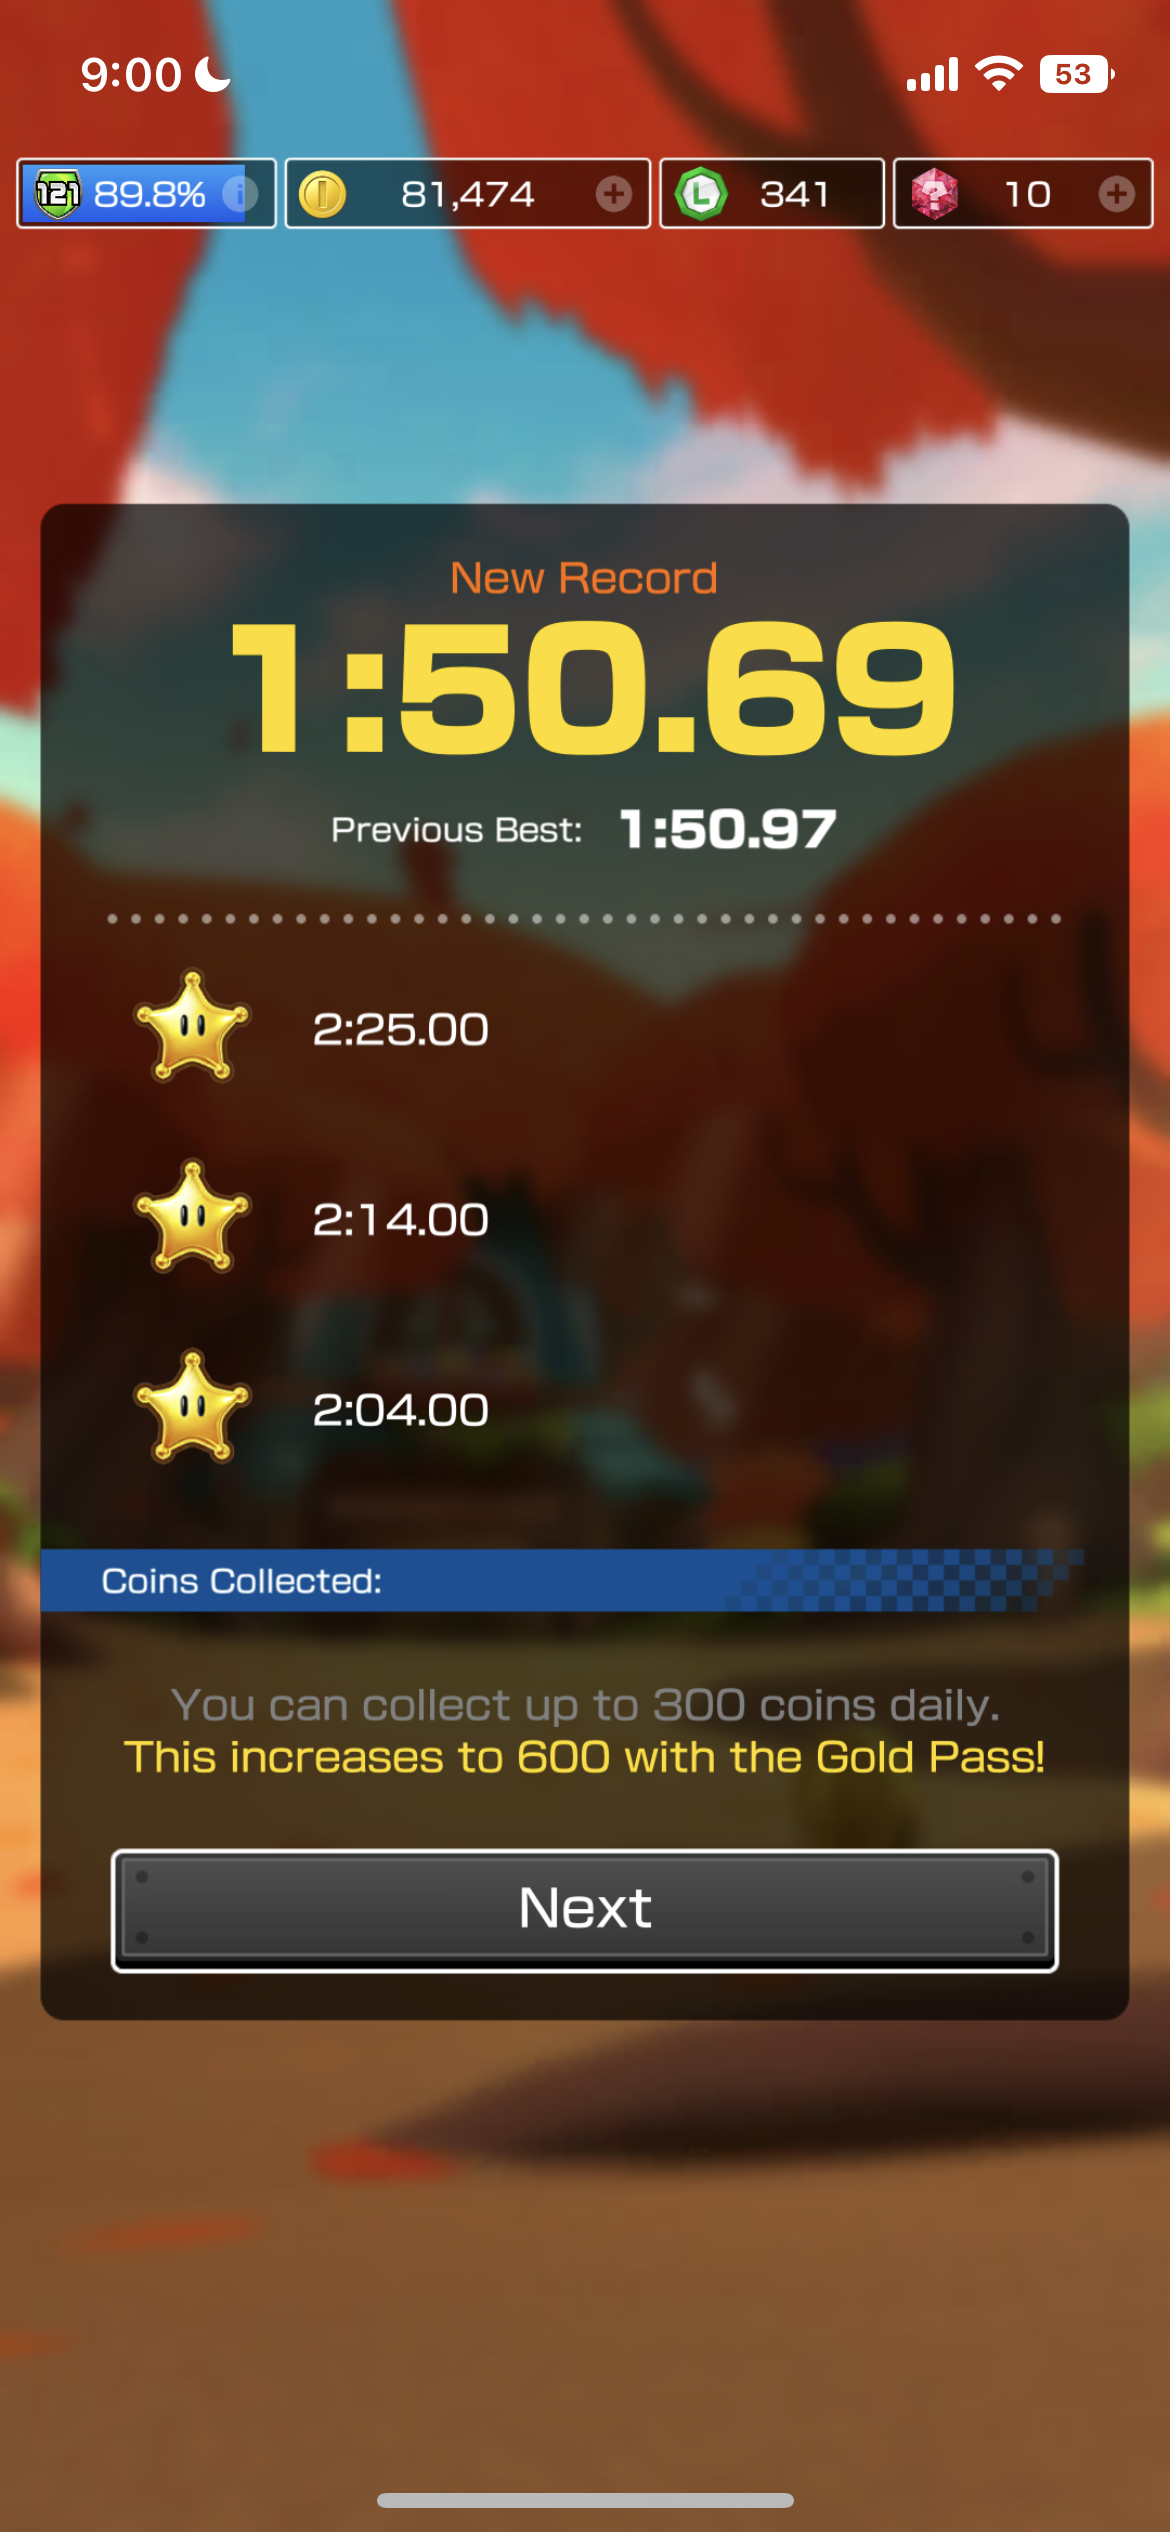 9:00
53
121 89.8% i
81,474 +
L 341
? 10 +
New Record
1:50.69
Previous Best: 1:50.97
2:25.00
2:14.00
2:04.00
Coins Collected:
You can collect up to 300 coins daily.
This increases to 600 with the Gold Pass!
Next